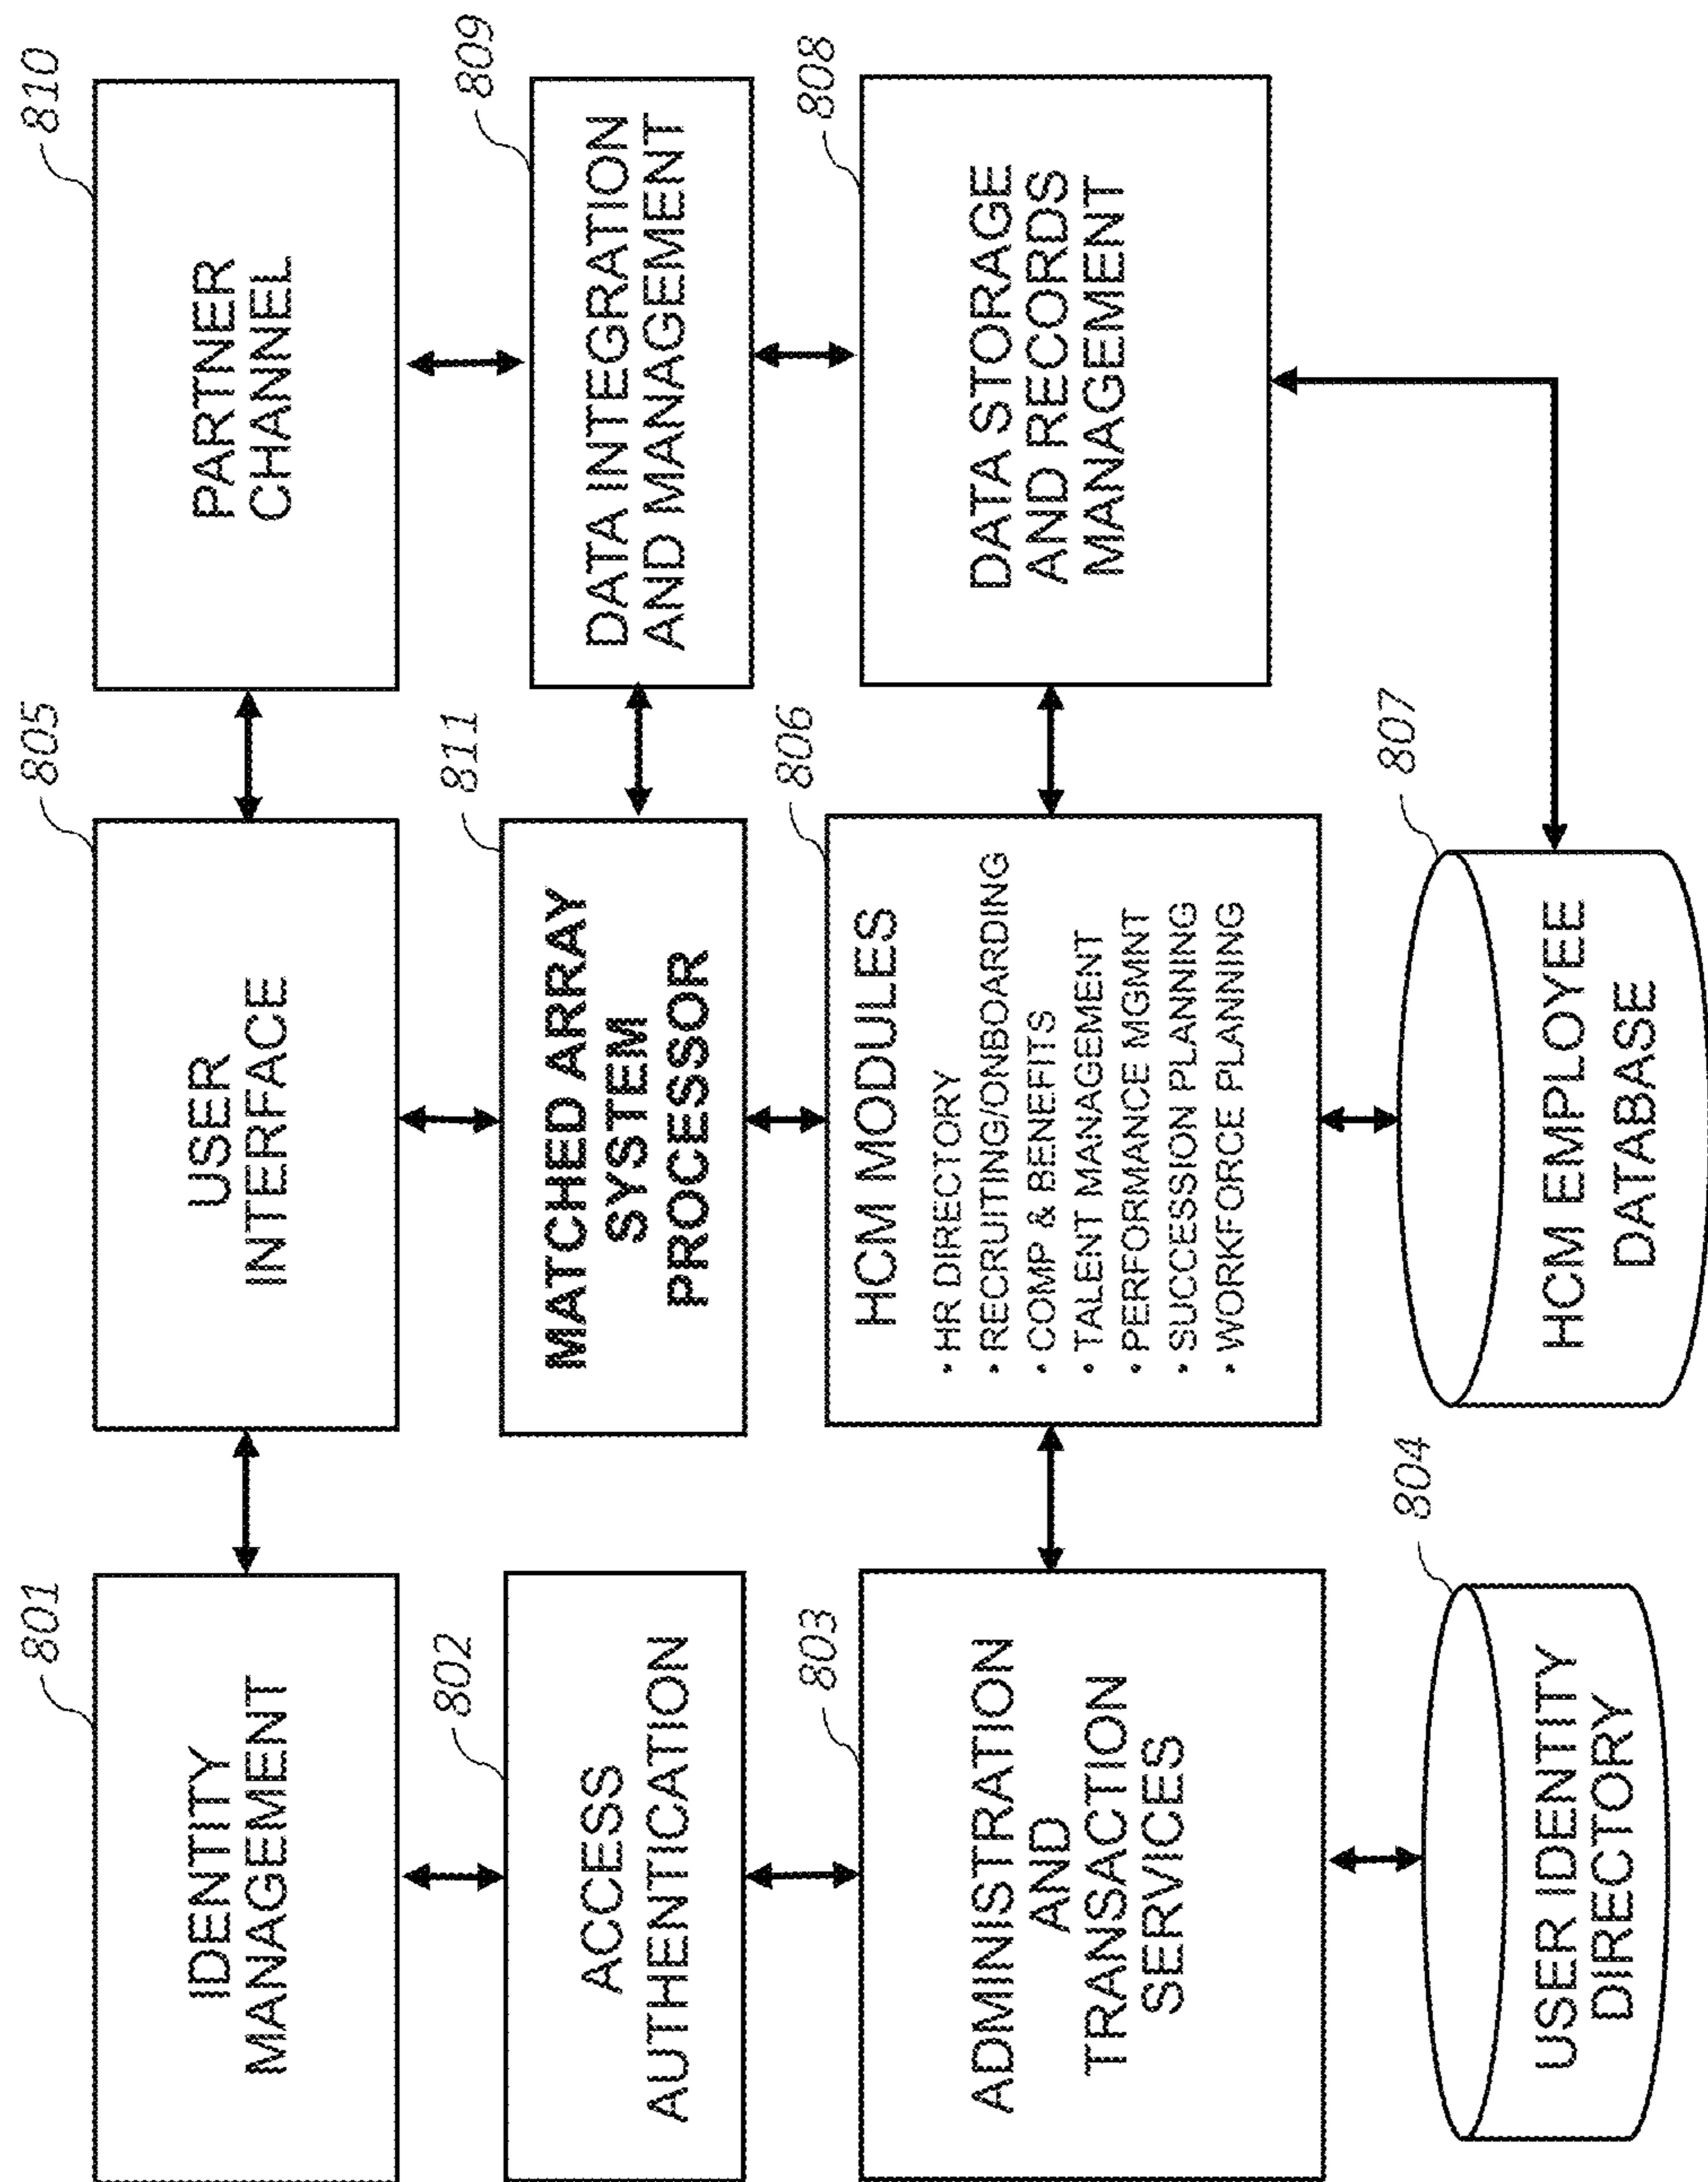 801
IDENTITY
MANAGEMENT
802
ACCESS
AUTHENTICATION
803
ADMINISTRATION
AND
TRANSACTION
SERVICES
804
USER IDENTITY
DIRECTORY
805
USER
INTERFACE
811
MATCHED ARRAY
SYSTEM
PROCESSOR
806
HCM MODULES
• HR DIRECTORY
• RECRUITING/ONBOARDING
• COMP & BENEFITS
• TALENT MANAGEMENT
• PERFORMANCE MGMNT
• SUCCESSION PLANNING
• WORKFORCE PLANNING
807
HCM EMPLOYEE
DATABASE
810
PARTNER
CHANNEL
809
DATA INTEGRATION
AND MANAGEMENT
808
DATA STORAGE
AND RECORDS
MANAGEMENT